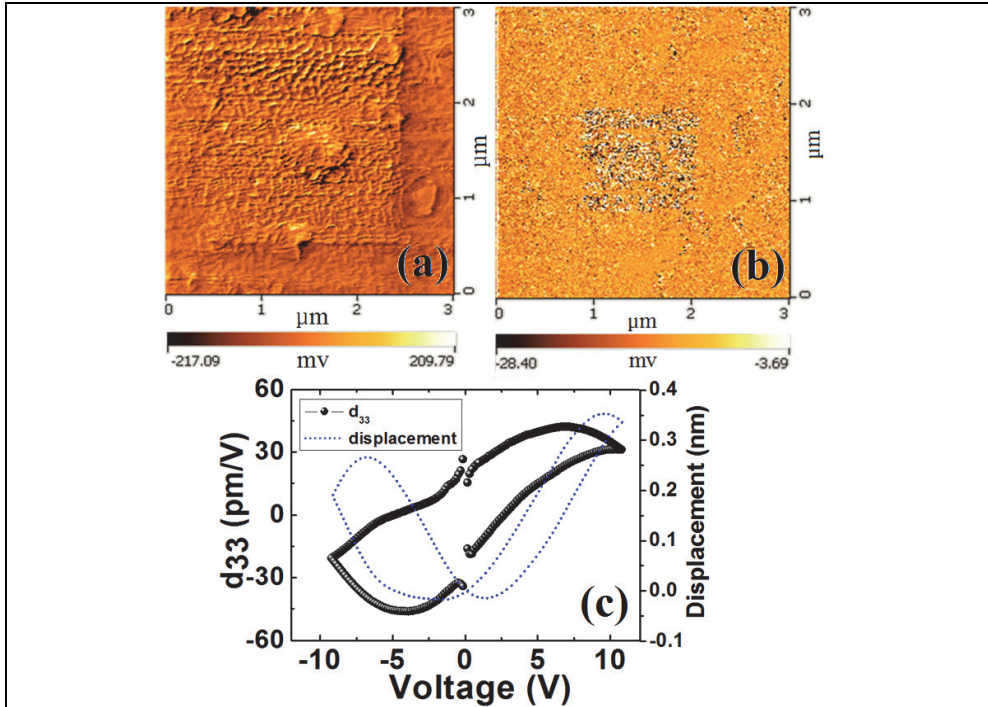 3
2
1
0
µm
(a)
0
1
2
3
µm
-217.09
mv
209.79
3
2
1
0
µm
(b)
0
1
2
3
µm
-28.40
mv
-3.69
60
30
0
-30
-60
d33 (pm/V)
d33
displacement
0.4
0.3
0.2
0.1
0.0
-0.1
Displacement (nm)
(c)
-10
-5
0
5
10
Voltage (V)